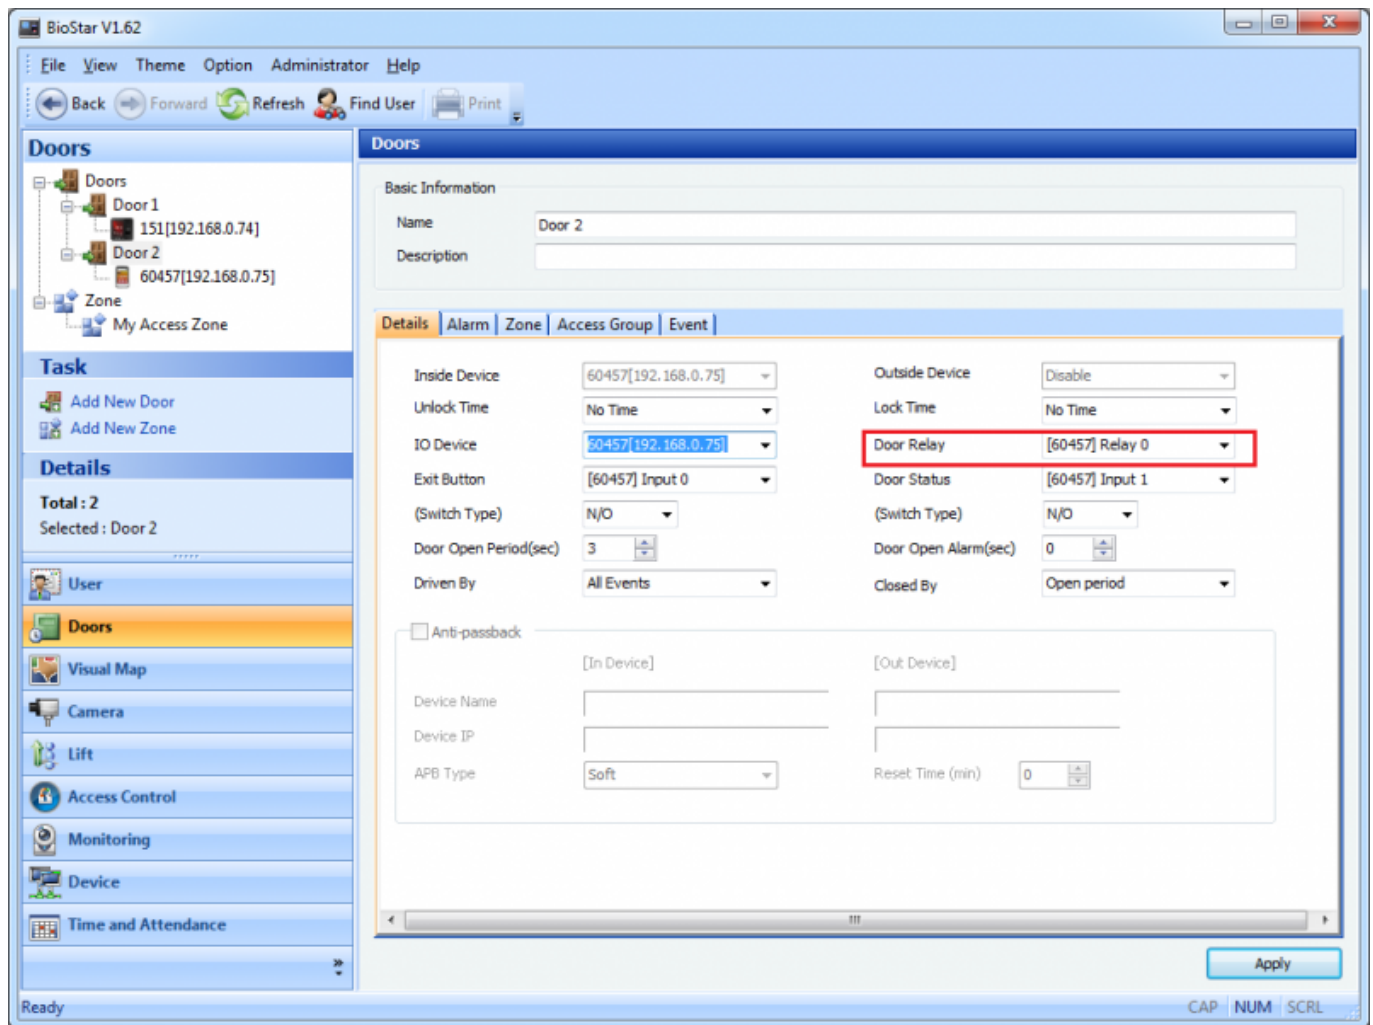 BioStar V1.62
File View Theme Option Administrator Help
Back Forward Refresh Find User Print
Doors
Doors
Door 1
151[192.168.0.74]
Door 2
60457[192.168.0.75]
Zone
My Access Zone
Task
Add New Door
Add New Zone
Details
Total : 2
Selected : Door 2
User
Doors
Visual Map
Camera
Lift
Access Control
Monitoring
Device
Time and Attendance
Doors
Basic Information
Name Door 2
Description
Details Alarm Zone Access Group Event
Inside Device 60457[192.168.0.75] Outside Device Disable
Unlock Time No Time Lock Time No Time
IO Device 60457[192.168.0.75] Door Relay [60457] Relay 0
Exit Button [60457] Input 0 Door Status [60457] Input 1
(Switch Type) N/O (Switch Type) N/O
Door Open Period(sec) 3 Door Open Alarm(sec) 0
Driven By All Events Closed By Open period
Anti-passback
[In Device] [Out Device]
Device Name
Device IP
APB Type Soft Reset Time (min) 0
Apply
Ready CAP NUM SCRL